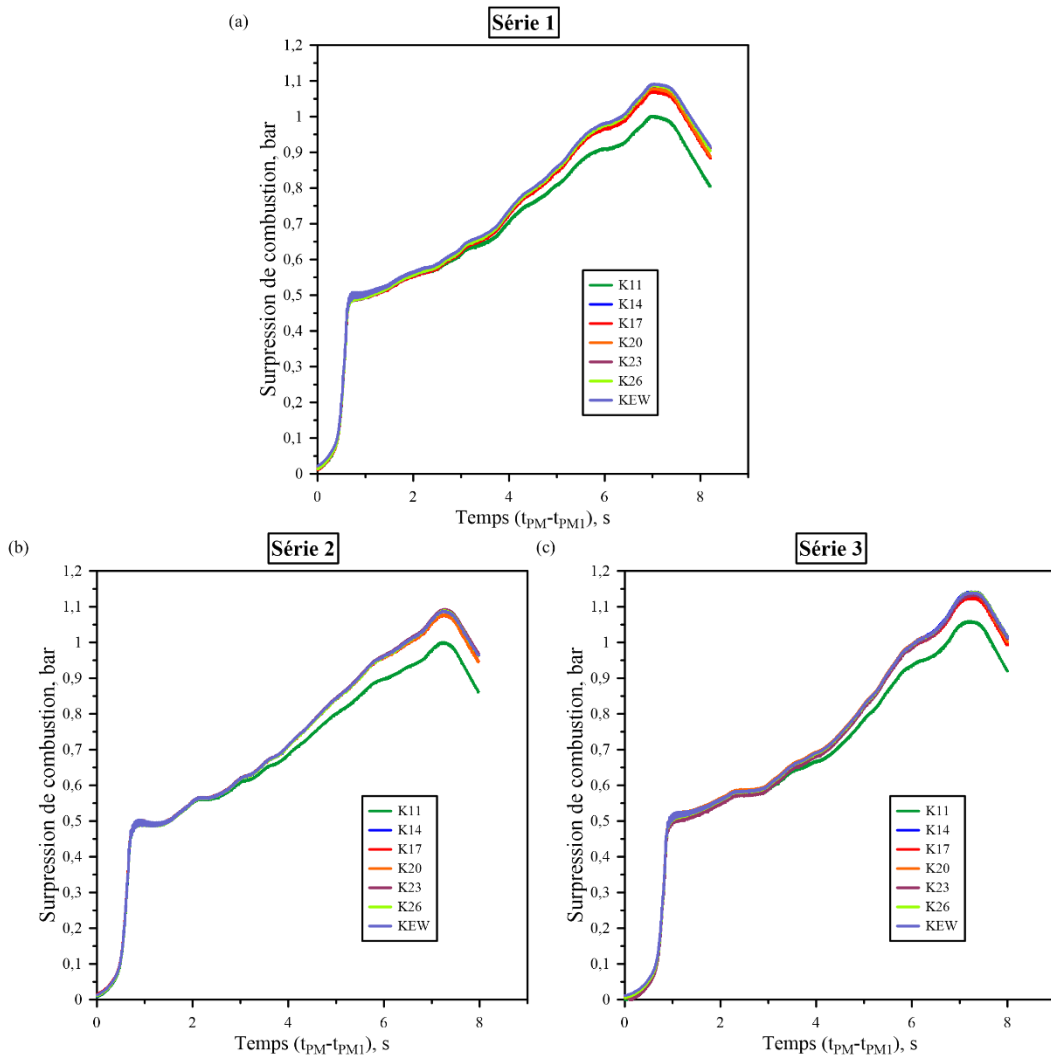 (a)
Série 1
1,2
1,1
1
0,9
0,8
0,7
0,6
0,5
0,4
0,3
0,2
0,1
0
Surpression de combustion, bar
0 2 4 6 8
Temps (tPM-tPM1), s
K11
K14
K17
K20
K23
K26
KEW
(b)
Série 2
1,2
1,1
1
0,9
0,8
0,7
0,6
0,5
0,4
0,3
0,2
0,1
0
Surpression de combustion, bar
0 2 4 6 8
Temps (tPM-tPM1), s
K11
K14
K17
K20
K23
K26
KEW
(c)
Série 3
1,2
1,1
1
0,9
0,8
0,7
0,6
0,5
0,4
0,3
0,2
0,1
0
Surpression de combustion, bar
0 2 4 6 8
Temps (tPM-tPM1), s
K11
K14
K17
K20
K23
K26
KEW